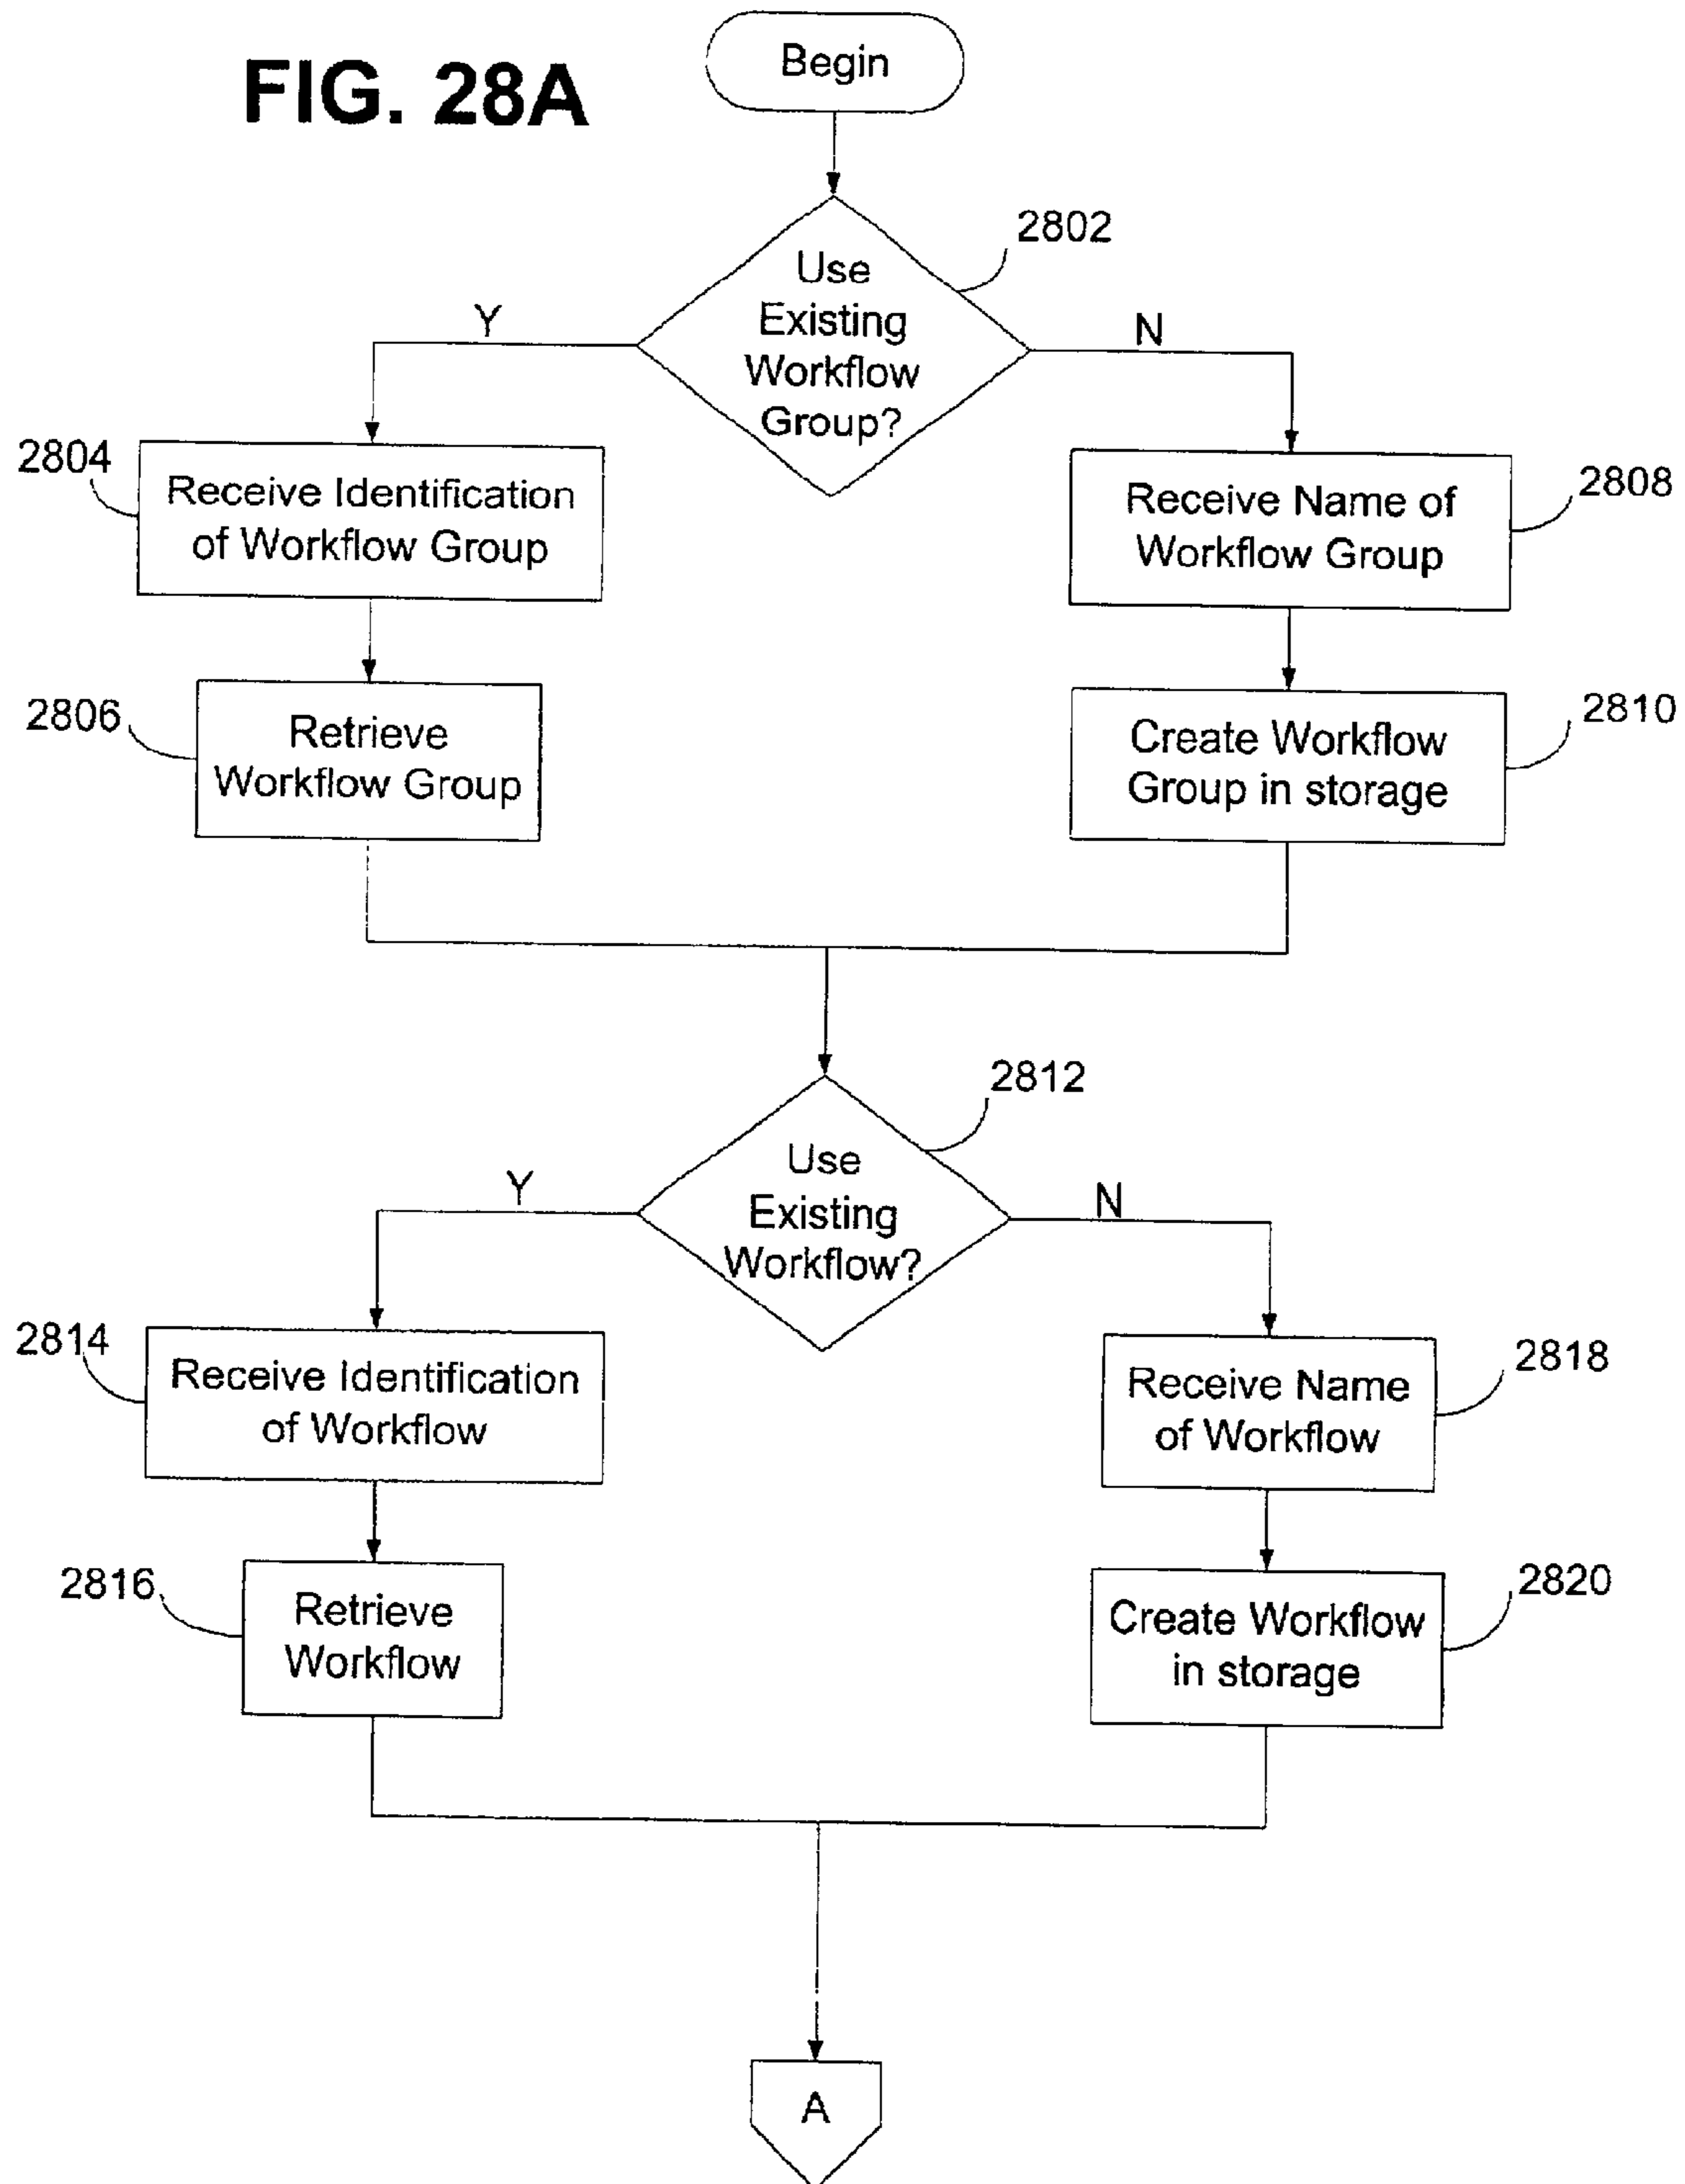 FIG. 28A
Begin
2802
Use
Existing
Workflow
Group?
Y
N
2804
Receive Identification
of Workflow Group
2808
Receive Name of
Workflow Group
2806
Retrieve
Workflow Group
2810
Create Workflow
Group in storage
2812
Use
Existing
Workflow?
Y
N
2814
Receive Identification
of Workflow
2818
Receive Name
of Workflow
2816
Retrieve
Workflow
2820
Create Workflow
in storage
A